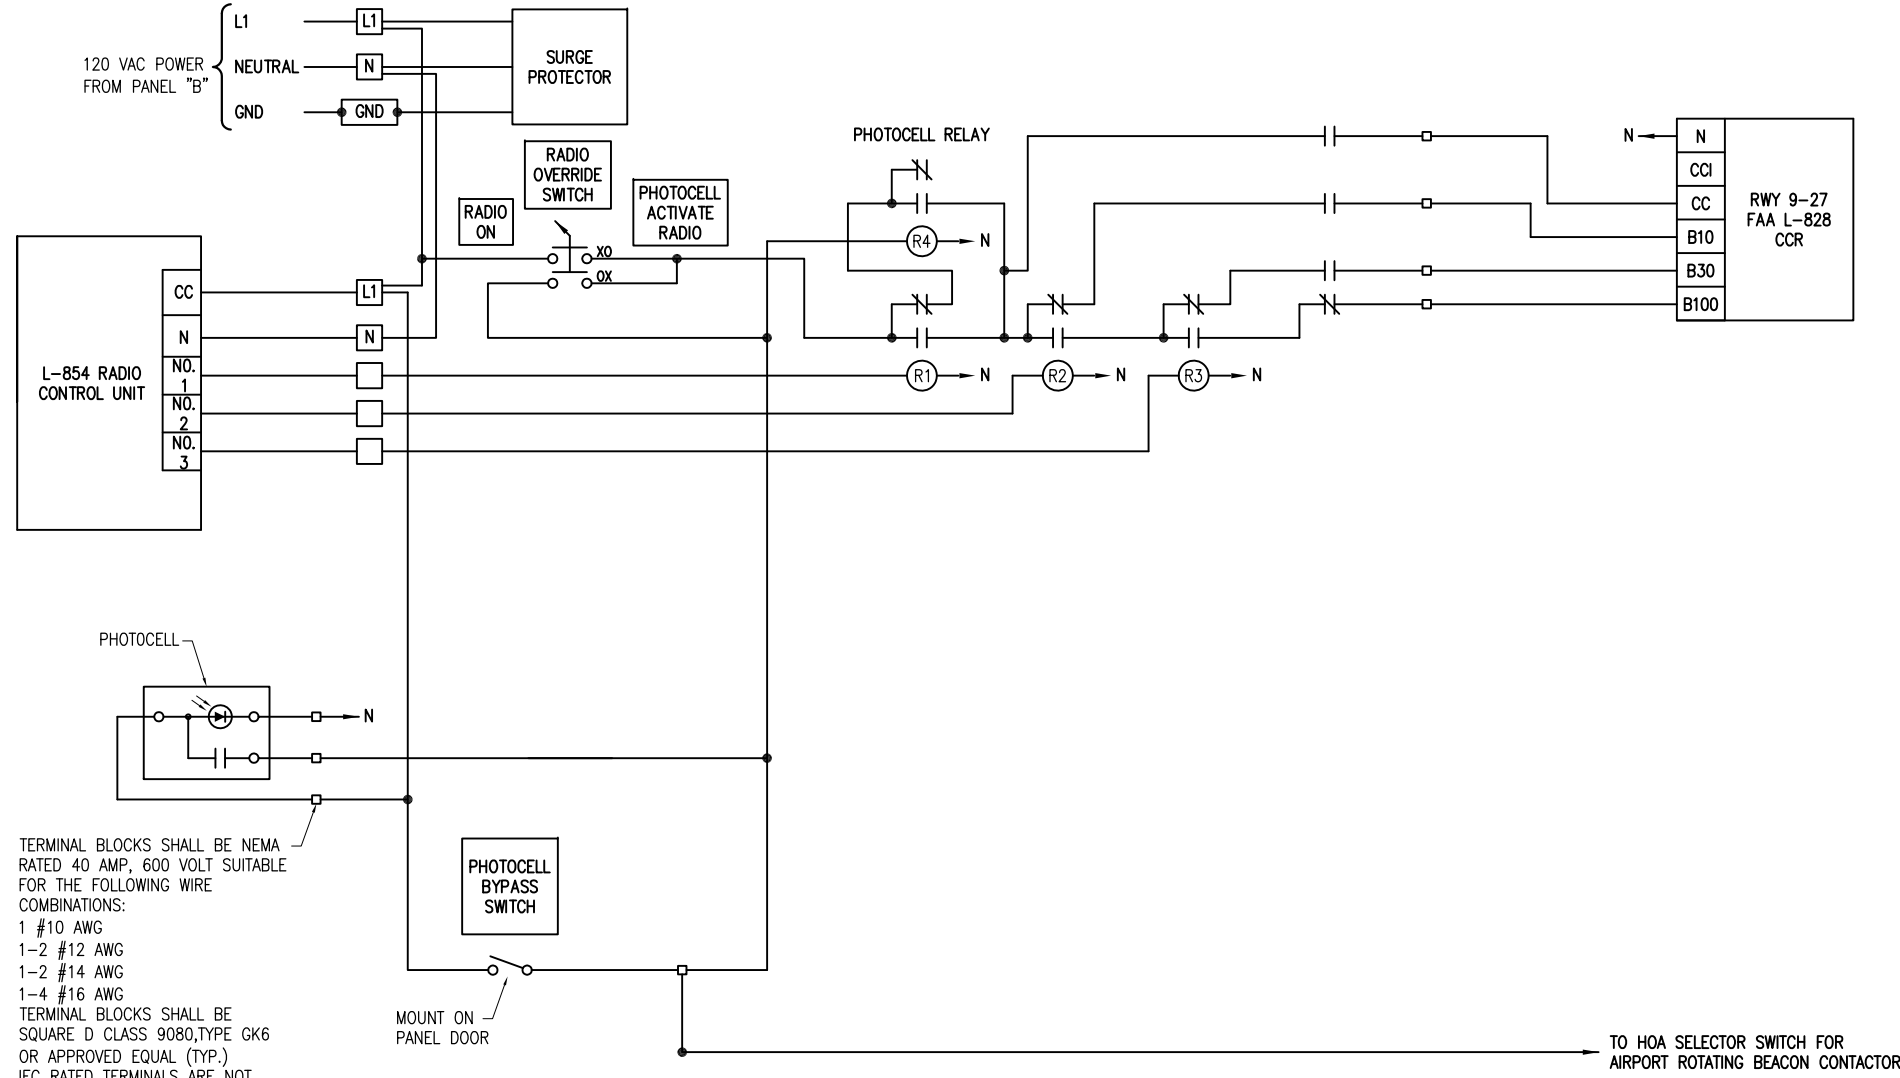 L1
L1
120 VAC POWER
FROM PANEL "B"
NEUTRAL
N
GND
GND
SURGE
PROTECTOR
RADIO
OVERRIDE
SWITCH
RADIO
ON
PHOTOCELL
ACTIVATE
RADIO
XO
OX
PHOTOCELL RELAY
R4
N
N
N
CCI
CC
B10
B30
B100
RWY 9-27
FAA L-828
CCR
L-854 RADIO
CONTROL UNIT
CC
N
NO.
1
NO.
2
NO.
3
L1
N
R1
N
R2
N
R3
N
PHOTOCELL
N
TERMINAL BLOCKS SHALL BE NEMA
RATED 40 AMP, 600 VOLT SUITABLE
FOR THE FOLLOWING WIRE
COMBINATIONS:
1 #10 AWG
1-2 #12 AWG
1-2 #14 AWG
1-4 #16 AWG
TERMINAL BLOCKS SHALL BE
SQUARE D CLASS 9080,TYPE GK6
OR APPROVED EQUAL (TYP.)
IEC RATED TERMINALS ARE NOT
PHOTOCELL
BYPASS
SWITCH
MOUNT ON
PANEL DOOR
TO HOA SELECTOR SWITCH FOR
AIRPORT ROTATING BEACON CONTACTOR